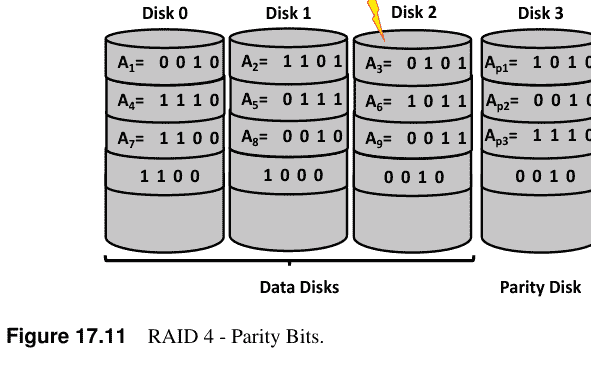 Disk 0 Disk 1 Disk 2 Disk 3
A1= 0 0 1 0 A2= 1 1 0 1 A3= 0 1 0 1 Ap1= 1 0 1 0
A4= 1 1 1 0 A5= 0 1 1 1 A6= 1 0 1 1 Ap2= 0 0 1 0
A7= 1 1 0 0 A8= 0 0 1 0 A9= 0 0 1 1 Ap3= 1 1 1 0
1 1 0 0 1 0 0 0 0 0 1 0 0 0 1 0
Data Disks Parity Disk
Figure 17.11 RAID 4 - Parity Bits.